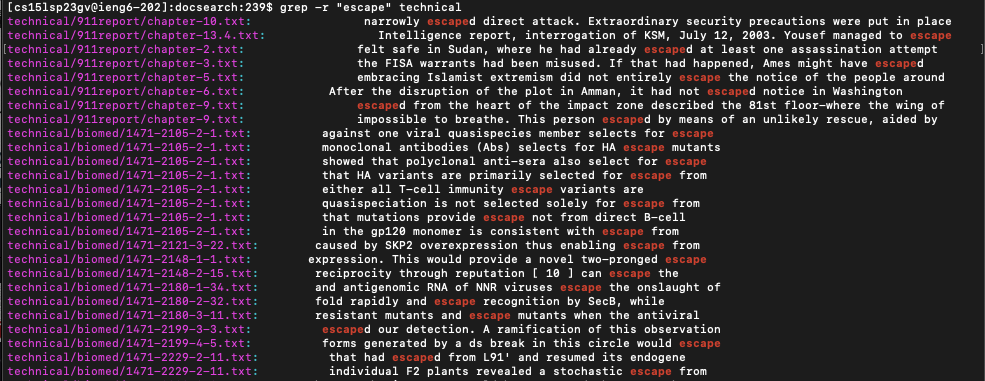 [cs15lsp23gv@ieng6-202]:docsearch:239$ grep -r "escape" technical
technical/911report/chapter-10.txt: narrowly escaped direct attack. Extraordinary security precautions were put in place
technical/911report/chapter-13.4.txt: Intelligence report, interrogation of KSM, July 12, 2003. Yousef managed to escape
technical/911report/chapter-2.txt: felt safe in Sudan, where he had already escaped at least one assassination attempt
technical/911report/chapter-3.txt: the FISA warrants had been misused. If that had happened, Ames might have escaped
technical/911report/chapter-5.txt: embracing Islamist extremism did not entirely escape the notice of the people around
technical/911report/chapter-6.txt: After the disruption of the plot in Amman, it had not escaped notice in Washington
technical/911report/chapter-9.txt: escaped from the heart of the impact zone described the 81st floor-where the wing of
technical/911report/chapter-9.txt: impossible to breathe. This person escaped by means of an unlikely rescue, aided by
technical/biomed/1471-2105-2-1.txt: against one viral quasispecies member selects for escape
technical/biomed/1471-2105-2-1.txt: monoclonal antibodies (Abs) selects for HA escape mutants
technical/biomed/1471-2105-2-1.txt: showed that polyclonal anti-sera also select for escape
technical/biomed/1471-2105-2-1.txt: that HA variants are primarily selected for escape from
technical/biomed/1471-2105-2-1.txt: either all T-cell immunity escape variants are
technical/biomed/1471-2105-2-1.txt: quasispeciation is not selected solely for escape from
technical/biomed/1471-2105-2-1.txt: that mutations provide escape not from direct B-cell
technical/biomed/1471-2105-2-1.txt: in the gp120 monomer is consistent with escape from
technical/biomed/1471-2121-3-22.txt: caused by SKP2 overexpression thus enabling escape from
technical/biomed/1471-2148-1-1.txt: expression. This would provide a novel two-pronged escape
technical/biomed/1471-2148-2-15.txt: reciprocity through reputation [ 10 ] can escape the
technical/biomed/1471-2180-1-34.txt: and antigenomic RNA of NNR viruses escape the onslaught of
technical/biomed/1471-2180-2-32.txt: fold rapidly and escape recognition by SecB, while
technical/biomed/1471-2180-3-11.txt: resistant mutants and escape mutants when the antiviral
technical/biomed/1471-2199-3-3.txt: escaped our detection. A ramification of this observation
technical/biomed/1471-2199-4-5.txt: forms generated by a ds break in this circle would escape
technical/biomed/1471-2229-2-11.txt: that had escaped from L91' and resumed its endogene
technical/biomed/1471-2229-2-11.txt: individual F2 plants revealed a stochastic escape from